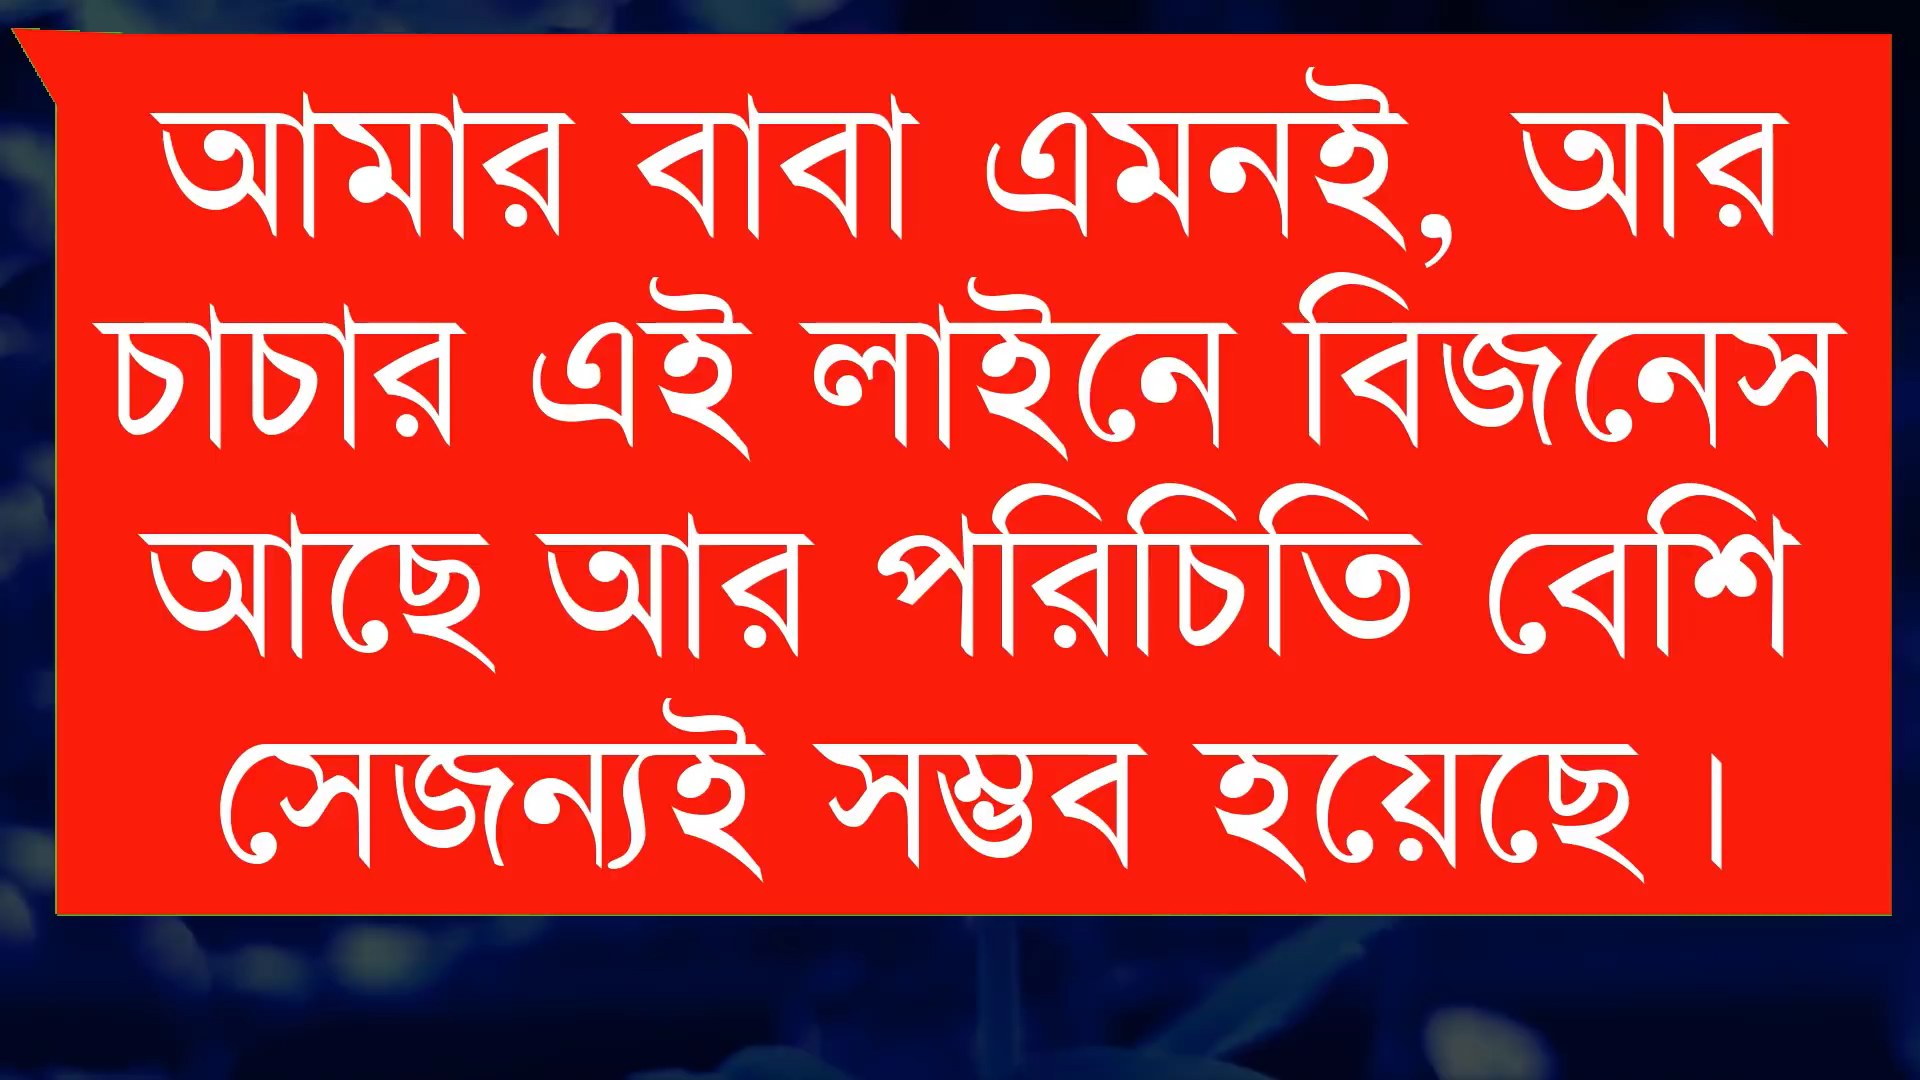 আমার বাবা এমনই, আর
চাচার এই লাইনে বিজনেস
আছে আর পরিচিতি বেশি
সেজন্যই সম্ভব হয়েছে ।